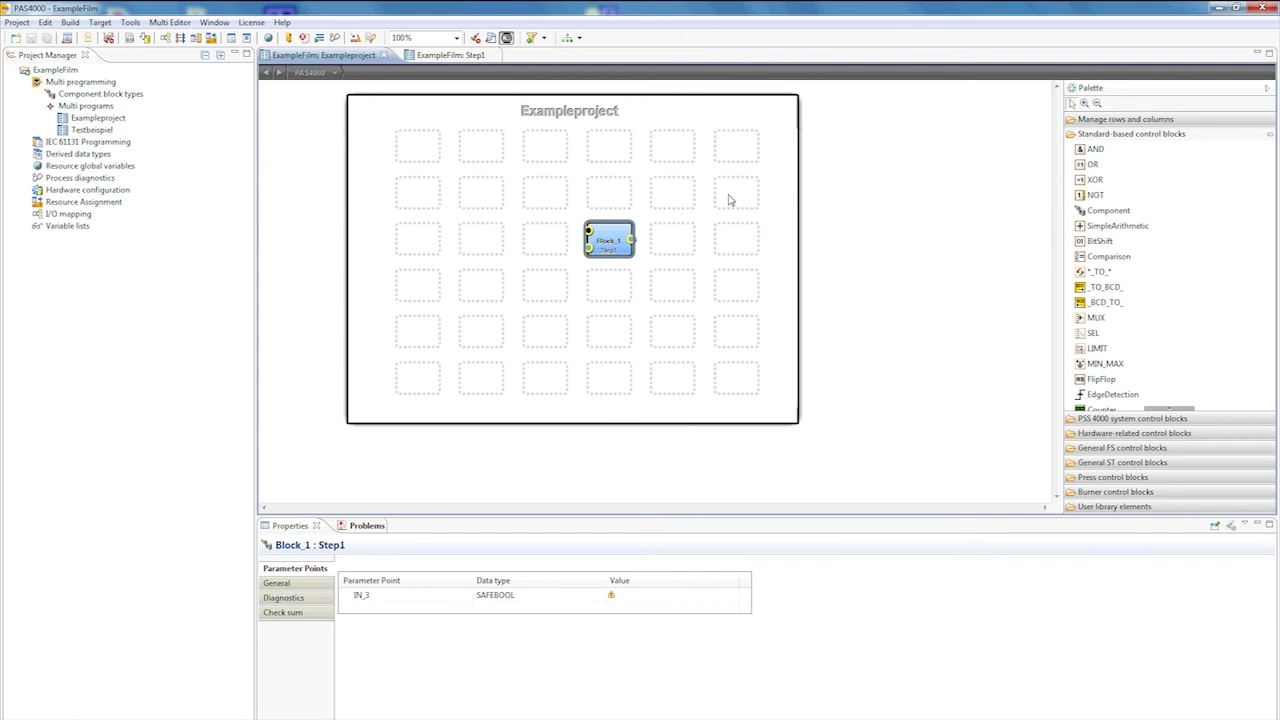 PAS4000 - ExampleFilm
Project Edit Build Target Tools Multi Editor Window License Help
100%
Project Manager
ExampleFilm: Exampleproject
ExampleFilm: Step1
PAS4000
ExampleFilm
Multi programming
Component block types
Multi programs
Exampleproject
Testbeispiel
IEC 61131 Programming
Derived data types
Resource global variables
Process diagnostics
Hardware configuration
Resource Assignment
I/O mapping
Variable lists
Exampleproject
Block_1
Step1
Palette
Manage rows and columns
Standard-based control blocks
AND
OR
XOR
NOT
Component
SimpleArithmetic
BitShift
Comparison
*_TO_*
_TO_BCD_
_BCD_TO_
MUX
SEL
LIMIT
MIN_MAX
FlipFlop
EdgeDetection
Counter
PSS 4000 system control blocks
Hardware-related control blocks
General FS control blocks
General ST control blocks
Press control blocks
Burner control blocks
User library elements
Properties
Problems
Block_1 : Step1
Parameter Points
General
Diagnostics
Check sum
Parameter Point Data type Value
IN_3 SAFEBOOL